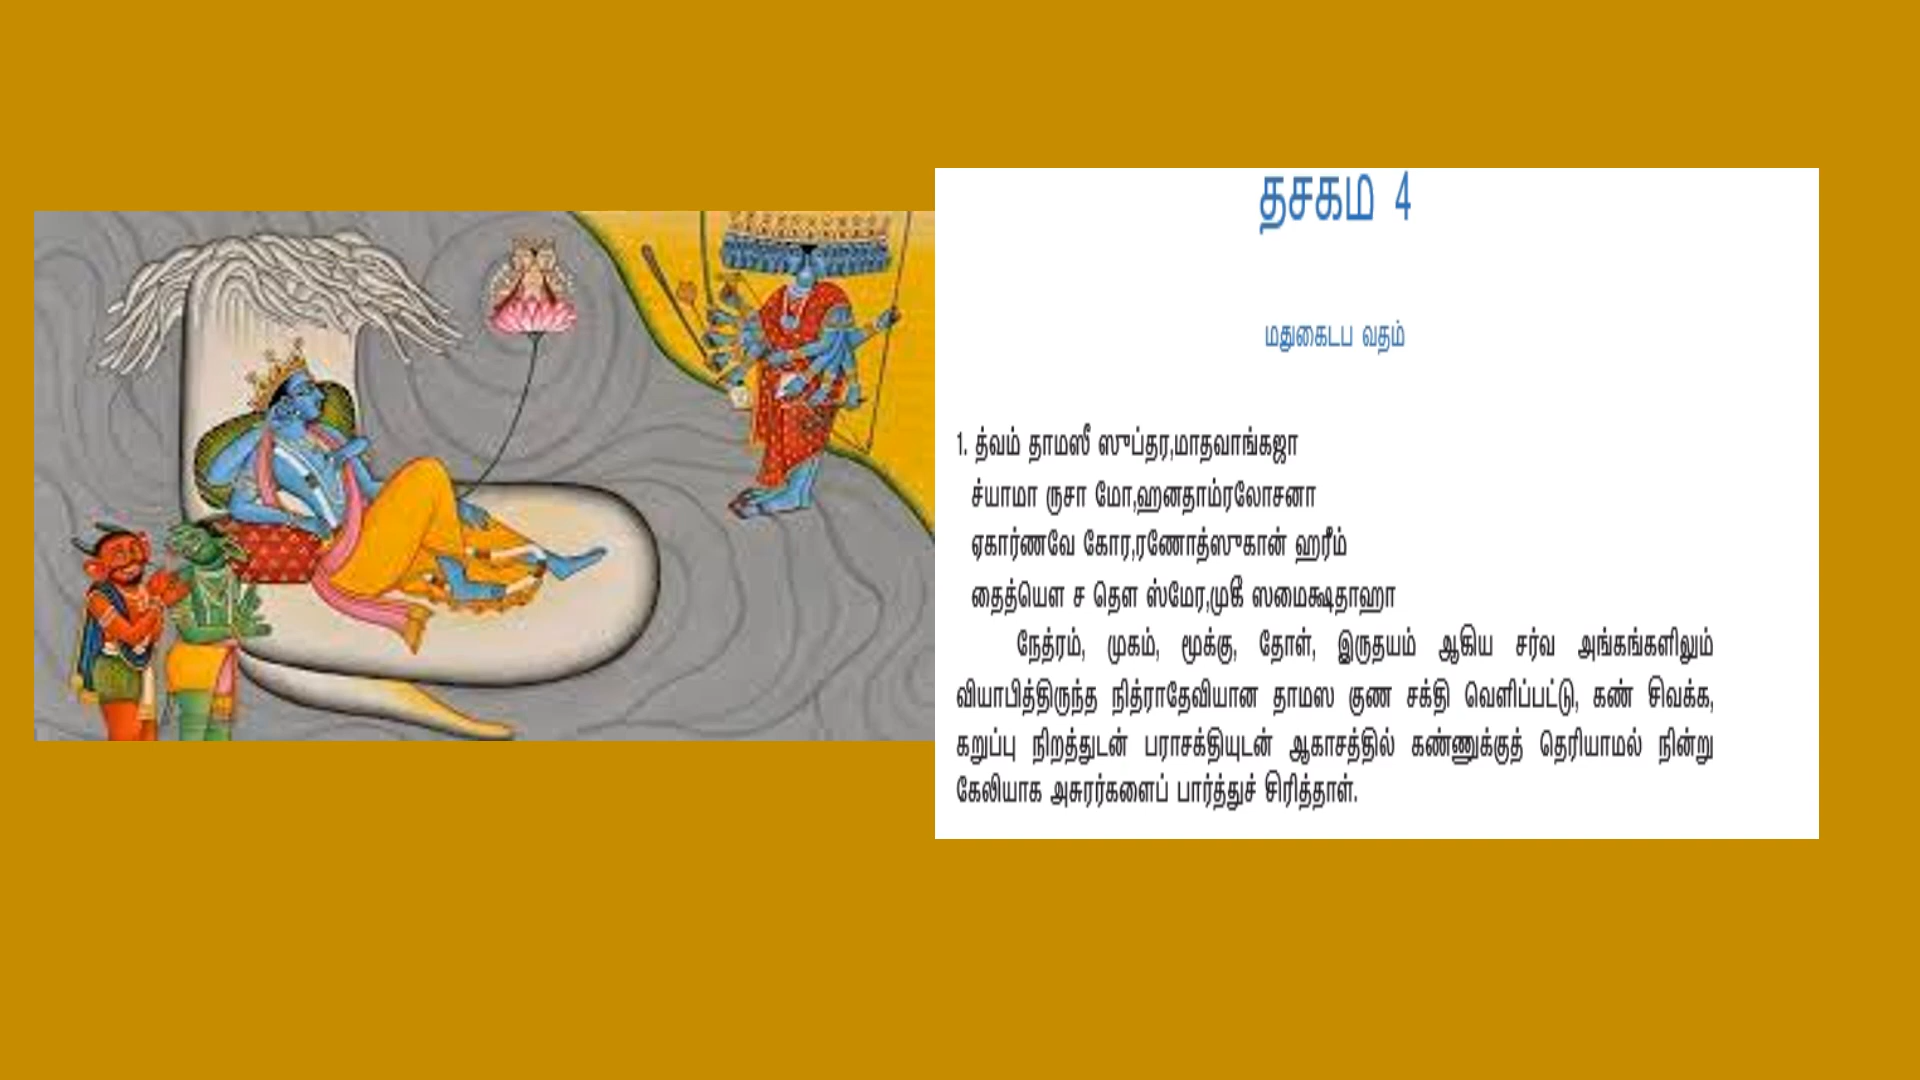 தசகம் 4
மதுகைடப வதம்
1. த்வம் தாமஸீ ஸுப்தர,மாதவாங்கஜா
ச்யாமா ருசா மோ,ஹனதாம்ரலோசனா
ஏகார்ணவே கோர,ரணோத்ஸுகான் ஹரீம்
தைத்யௌ ச தௌ ஸ்மேர,முகீ ஸமைக்ஷதாஹா
நேத்ரம், முகம், மூக்கு, தோள், இருதயம் ஆகிய சர்வ அங்கங்களிலும்
வியாபித்திருந்த நித்ராதேவியான தாமஸ குண சக்தி வெளிப்பட்டு, கண் சிவக்க,
கறுப்பு நிறத்துடன் பராசக்தியுடன் ஆகாசத்தில் கண்ணுக்குத் தெரியாமல் நின்று
கேலியாக அசுரர்களைப் பார்த்துச் சிரித்தாள்.